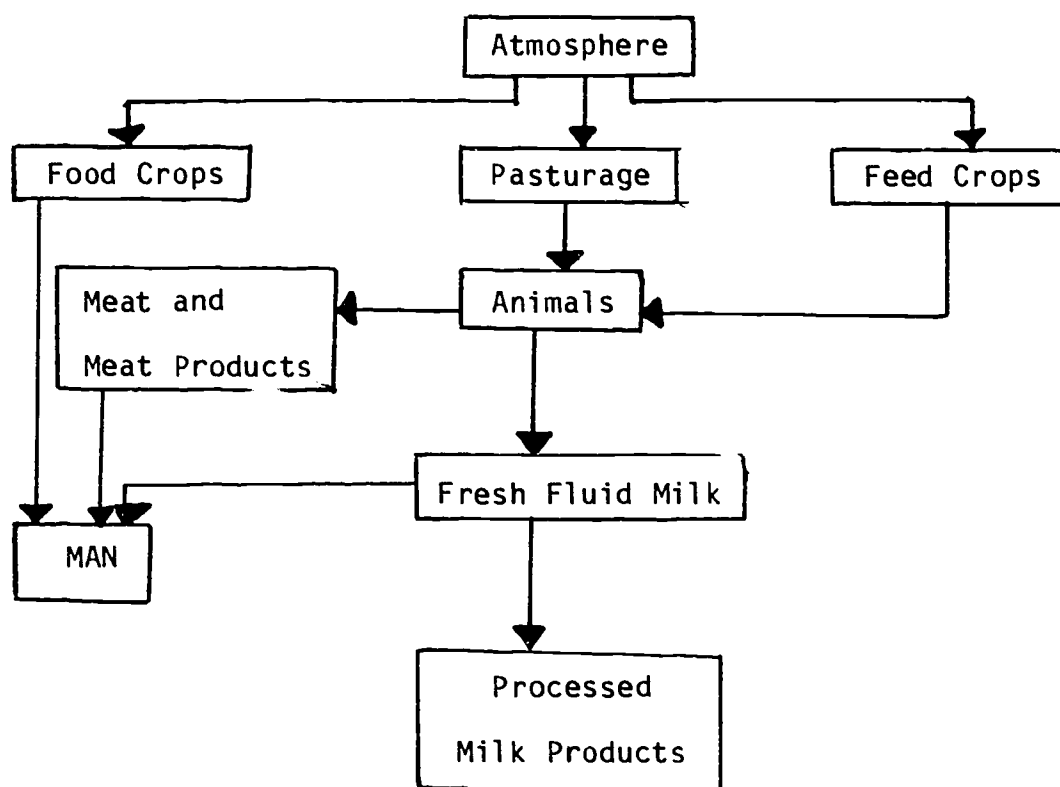 Atmosphere
Food Crops
Pasturage
Feed Crops
Meat and
Meat Products
Animals
Fresh Fluid Milk
MAN
Processed
Milk Products